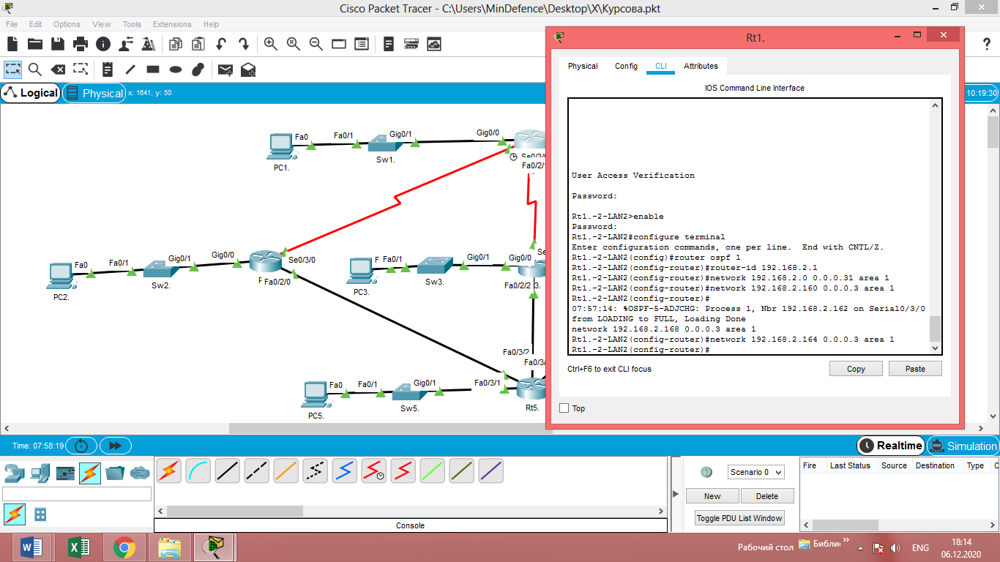 Cisco Packet Tracer - C:\Users\MinDefence\Desktop\X\Курсова.pkt
File Edit Options View Tools Extensions Help
Logical
Physical
x: 1641, y: 50
10:19:30
Fa0
Fa0/1
Gig0/1
Gig0/0
PC1.
Sw1.
Se0/3/0
Fa0/2/
Fa0
Fa0/1
Gig0/1
Gig0/0
Se0/3/0
PC2.
Sw2.
Fa0/2/0
Fa0/1
Gig0/1
Gig0/0
Se
PC3.
Sw3.
Fa0/2/2
3.
Fa0/3/2
Fa0/3/
Fa0
Fa0/1
Gig0/1
Fa0/3/1
PC5.
Sw5.
Rt5.
Rt1.
Physical Config CLI Attributes
IOS Command Line Interface
User Access Verification
Password:
Rt1.-2-LAN2>enable
Password:
Rt1.-2-LAN2#configure terminal
Enter configuration commands, one per line.  End with CNTL/Z.
Rt1.-2-LAN2(config)#router ospf 1
Rt1.-2-LAN2(config-router)#router-id 192.168.2.1
Rt1.-2-LAN2(config-router)#network 192.168.2.0 0.0.0.31 area 1
Rt1.-2-LAN2(config-router)#network 192.168.2.160 0.0.0.3 area 1
Rt1.-2-LAN2(config-router)#
07:57:14: %OSPF-5-ADJCHG: Process 1, Nbr 192.168.2.162 on Serial0/3/0
from LOADING to FULL, Loading Done
network 192.168.2.168 0.0.0.3 area 1
Rt1.-2-LAN2(config-router)#network 192.168.2.164 0.0.0.3 area 1
Rt1.-2-LAN2(config-router)#
Ctrl+F6 to exit CLI focus
Copy
Paste
Top
Time: 07:58:19
Realtime
Simulation
Scenario 0
New
Delete
Toggle PDU List Window
Fire Last Status Source Destination Type C
Console
Рабочий стол
Библи
ENG
18:14
06.12.2020